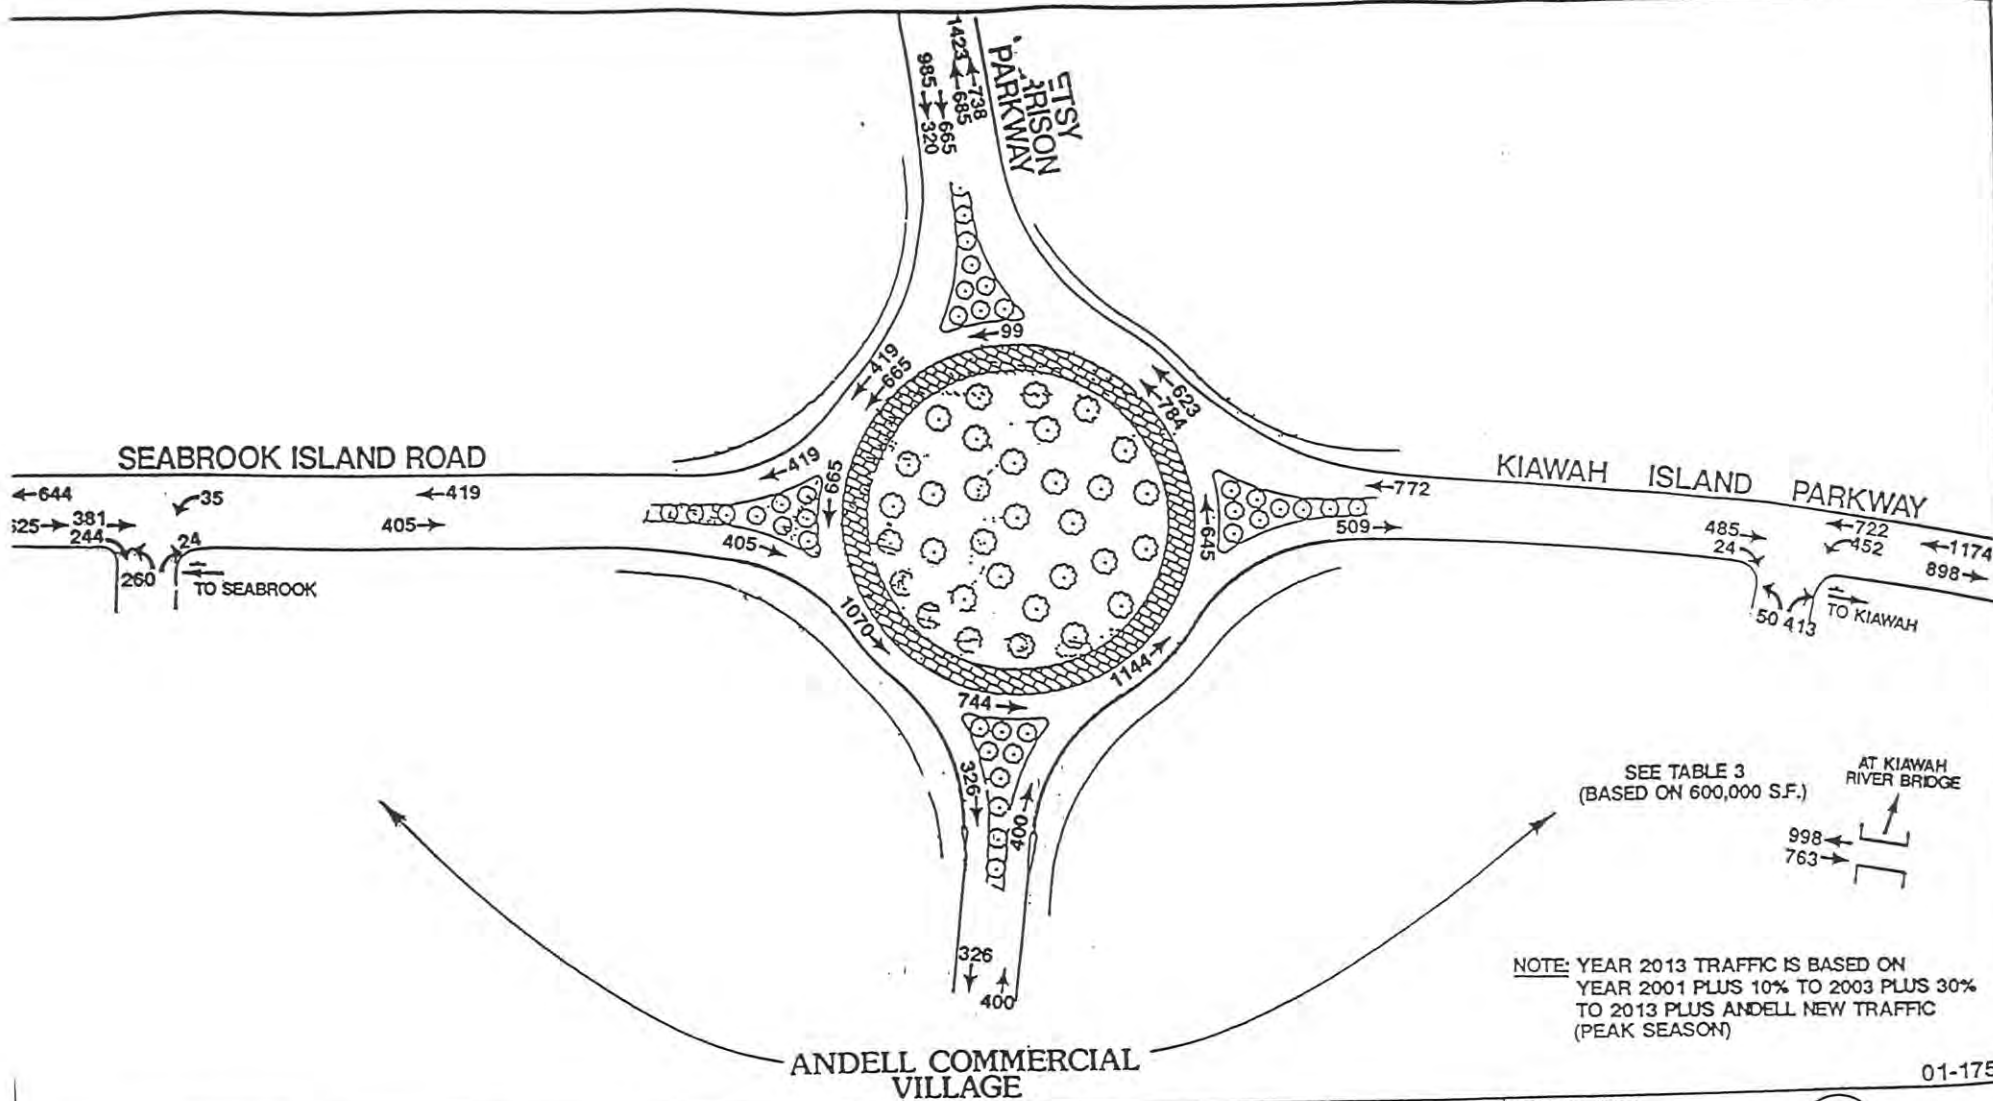 1423
738
685
985
665
320
ETSY
RRISON
PARKWAY
99
419
665
623
784
SEABROOK ISLAND ROAD
644
35
419
419
665
625
381
244
24
405
405
260
TO SEABROOK
KIAWAH ISLAND PARKWAY
772
509
645
485
24
722
452
1174
898
50
413
TO KIAWAH
1070
1144
744
326
400
326
400
SEE TABLE 3
(BASED ON 600,000 S.F.)
AT KIAWAH
RIVER BRIDGE
998
763
NOTE: YEAR 2013 TRAFFIC IS BASED ON
YEAR 2001 PLUS 10% TO 2003 PLUS 30%
TO 2013 PLUS ANDELL NEW TRAFFIC
(PEAK SEASON)
ANDELL COMMERCIAL
VILLAGE
01-175